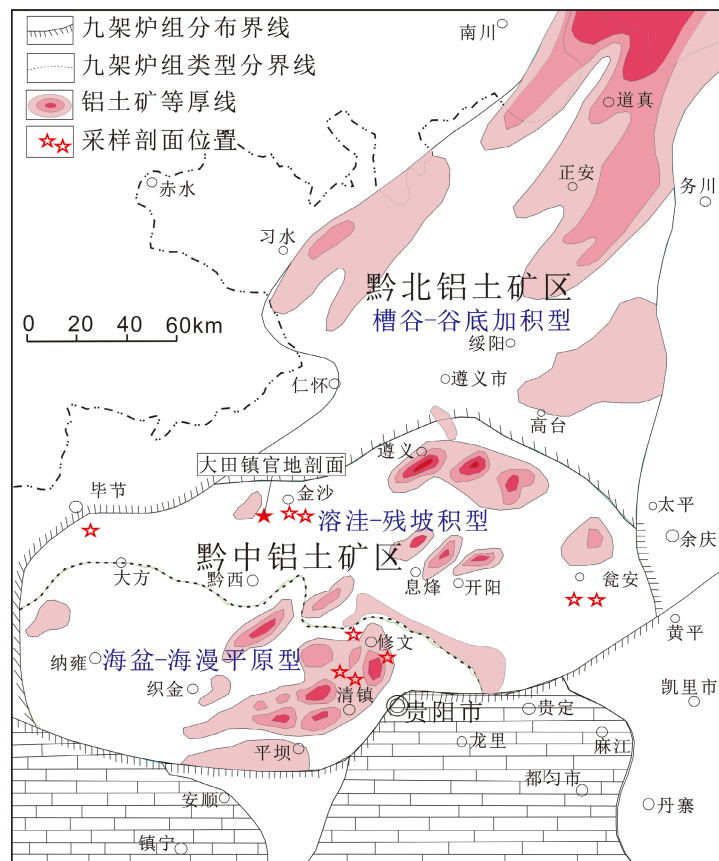 九架炉组分布界线
九架炉组类型分界线
铝土矿等厚线
采样剖面位置
南川
道真
正安
务川
赤水
习水
黔北铝土矿区
槽谷-谷底加积型
0 20 40 60km
绥阳
遵义市
仁怀
高台
遵义
大田镇官地剖面
毕节
金沙
溶洼-残坡积型
太平
余庆
黔中铝土矿区
大方
黔西
息烽
开阳
瓮安
黄平
修文
海盆-海漫平原型
纳雍
织金
清镇
贵阳市
贵定
凯里市
龙里
麻江
平坝
都匀市
安顺
丹寨
镇宁